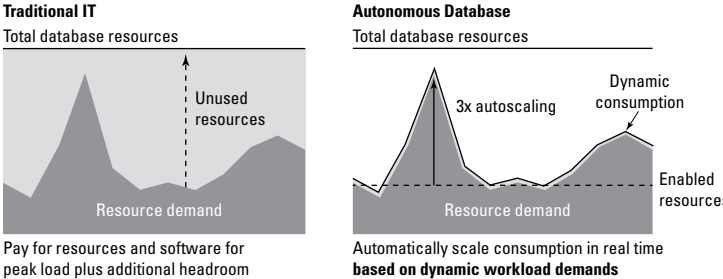 Traditional IT
Total database resources
Unused
resources
Resource demand
Pay for resources and software for
peak load plus additional headroom
Autonomous Database
Total database resources
Dynamic
consumption
3x autoscaling
Enabled
resources
Resource demand
Automatically scale consumption in real time
based on dynamic workload demands